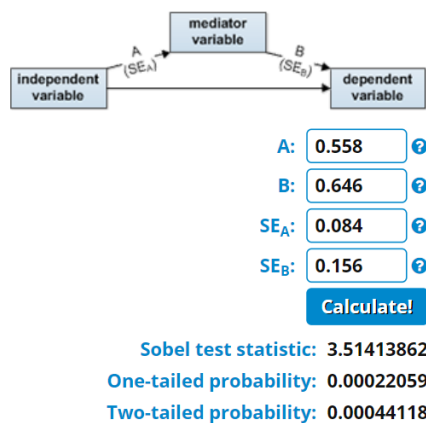 mediator
variable
A
(SEA)
B
(SEB)
independent
variable
dependent
variable
A: 0.558 ?
B: 0.646 ?
SEA: 0.084 ?
SEB: 0.156 ?
Calculate!
Sobel test statistic: 3.51413862
One-tailed probability: 0.00022059
Two-tailed probability: 0.00044118